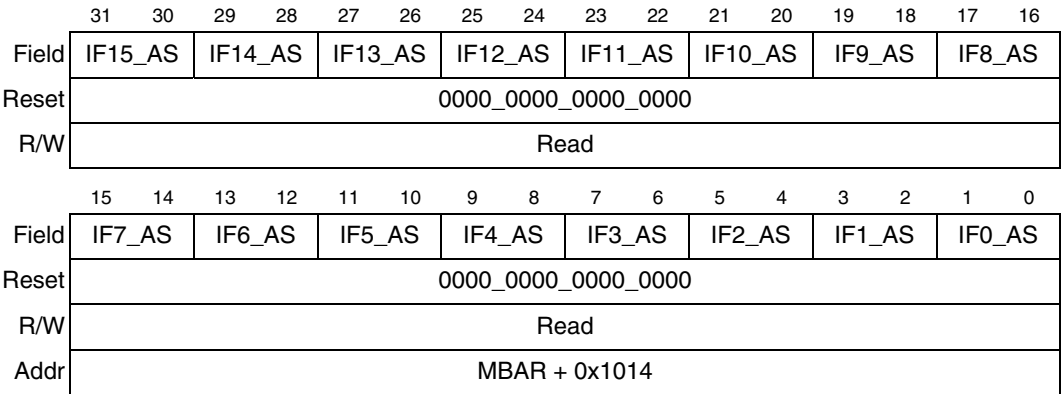 31 30 29 28 27 26 25 24 23 22 21 20 19 18 17 16
Field IF15_AS IF14_AS IF13_AS IF12_AS IF11_AS IF10_AS IF9_AS IF8_AS
Reset 0000_0000_0000_0000
R/W Read
15 14 13 12 11 10 9 8 7 6 5 4 3 2 1 0
Field IF7_AS IF6_AS IF5_AS IF4_AS IF3_AS IF2_AS IF1_AS IF0_AS
Reset 0000_0000_0000_0000
R/W Read
Addr MBAR + 0x1014